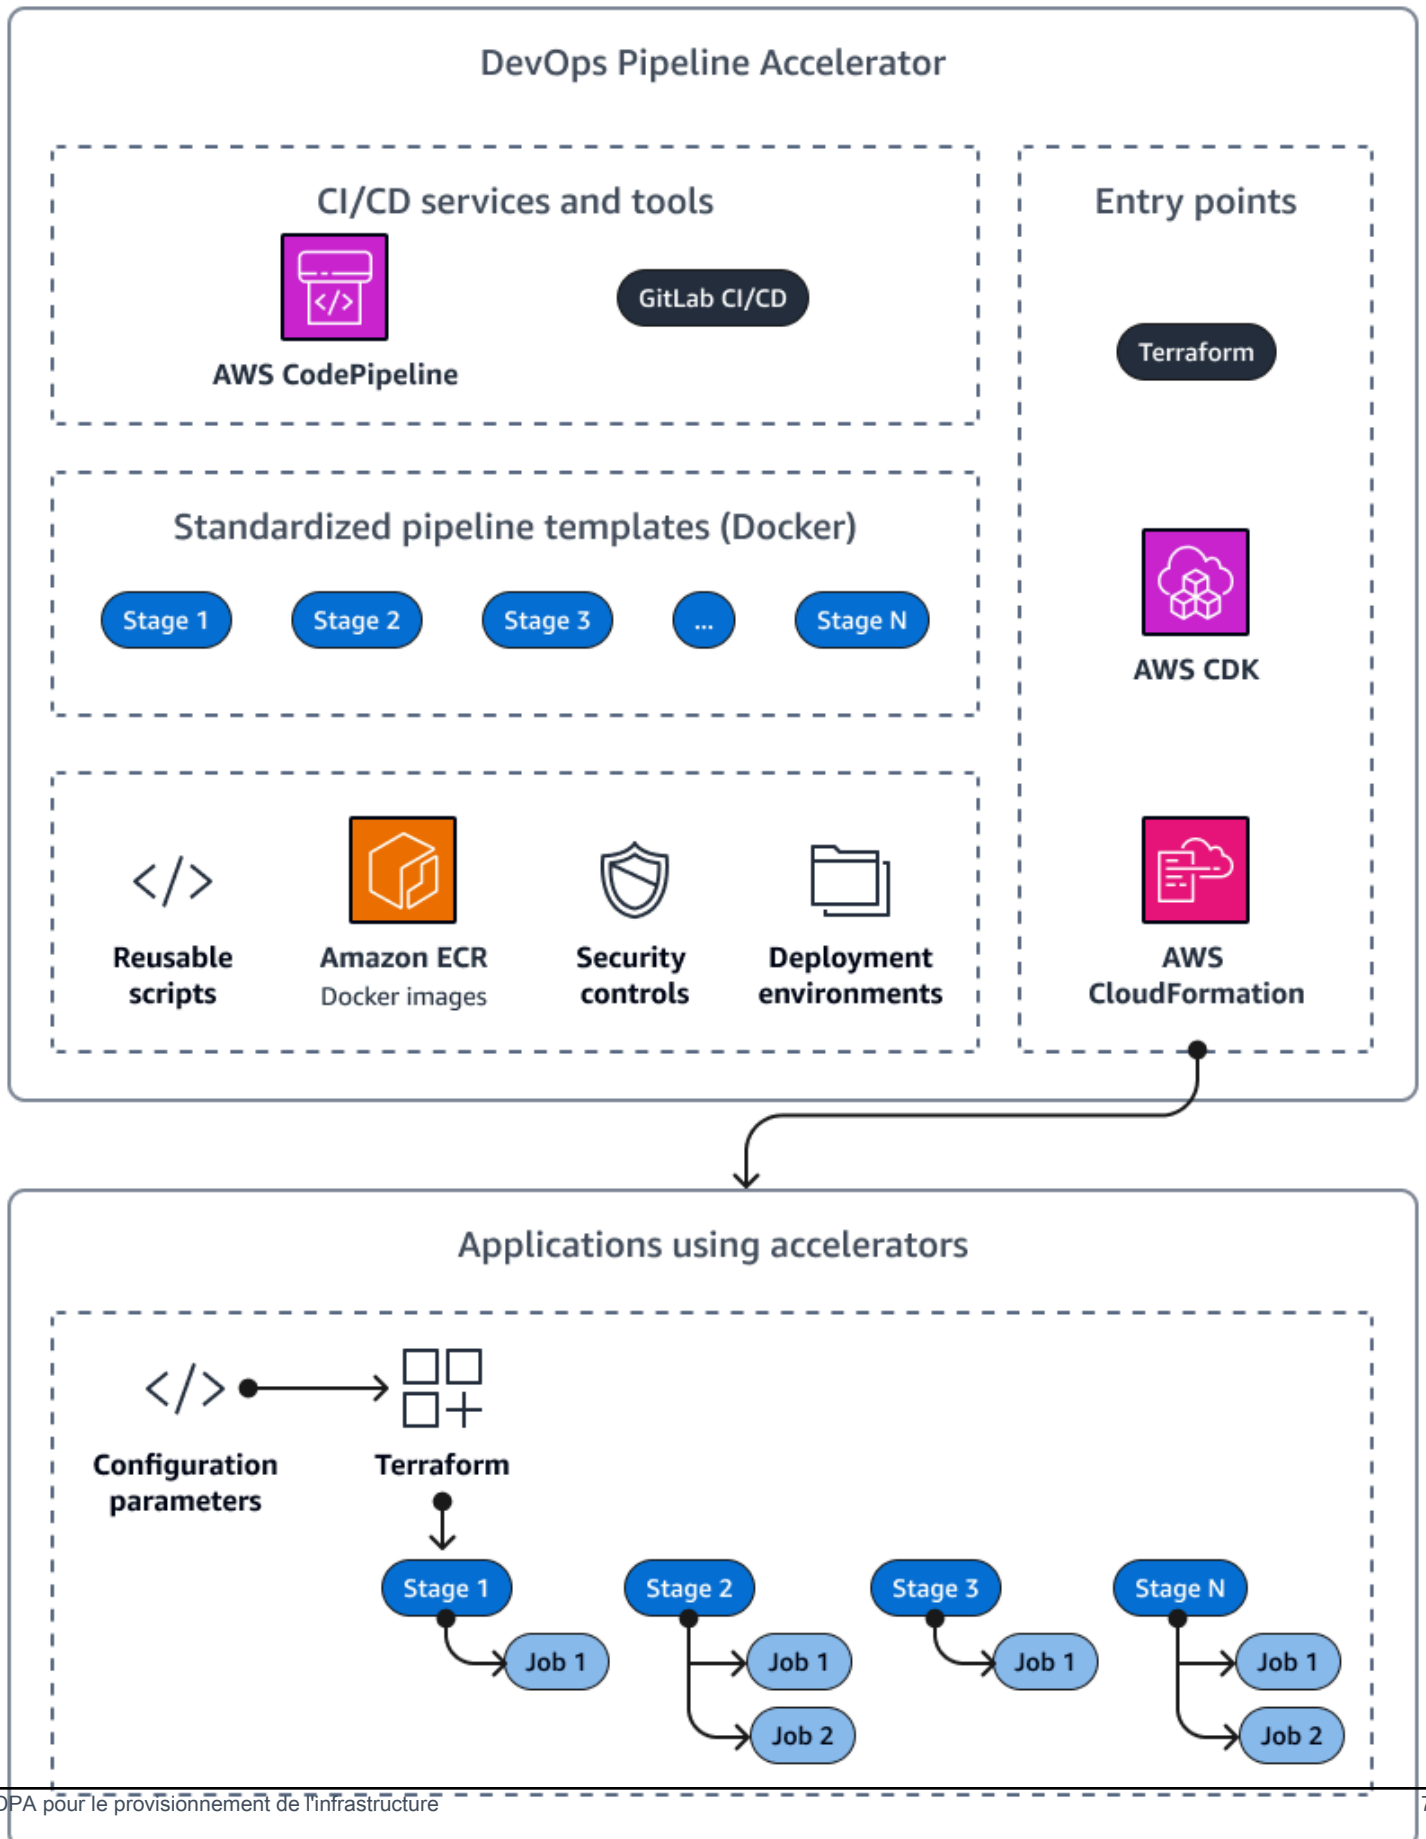 DevOps Pipeline Accelerator
CI/CD services and tools
AWS CodePipeline
GitLab CI/CD
Standardized pipeline templates (Docker)
Stage 1
Stage 2
Stage 3
...
Stage N
</>
Reusable
scripts
Amazon ECR
Docker images
Security
controls
Deployment
environments
Entry points
Terraform
AWS CDK
AWS
CloudFormation
Applications using accelerators
</>
Configuration
parameters
Terraform
Stage 1
Job 1
Stage 2
Job 1
Job 2
Stage 3
Job 1
Stage N
Job 1
Job 2
DPA pour le provisionnement de l'infrastructure